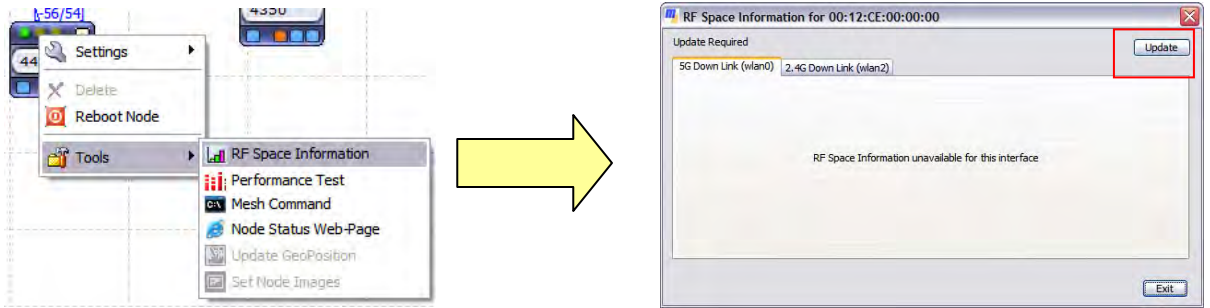 [-56/54]
4350
44
Settings
Delete
Reboot Node
Tools
RF Space Information
Performance Test
Mesh Command
Node Status Web-Page
Update GeoPosition
Set Node Images
RF Space Information for 00:12:CE:00:00:00
Update Required
Update
5G Down Link (wlan0) 2.4G Down Link (wlan2)
RF Space Information unavailable for this interface
Exit